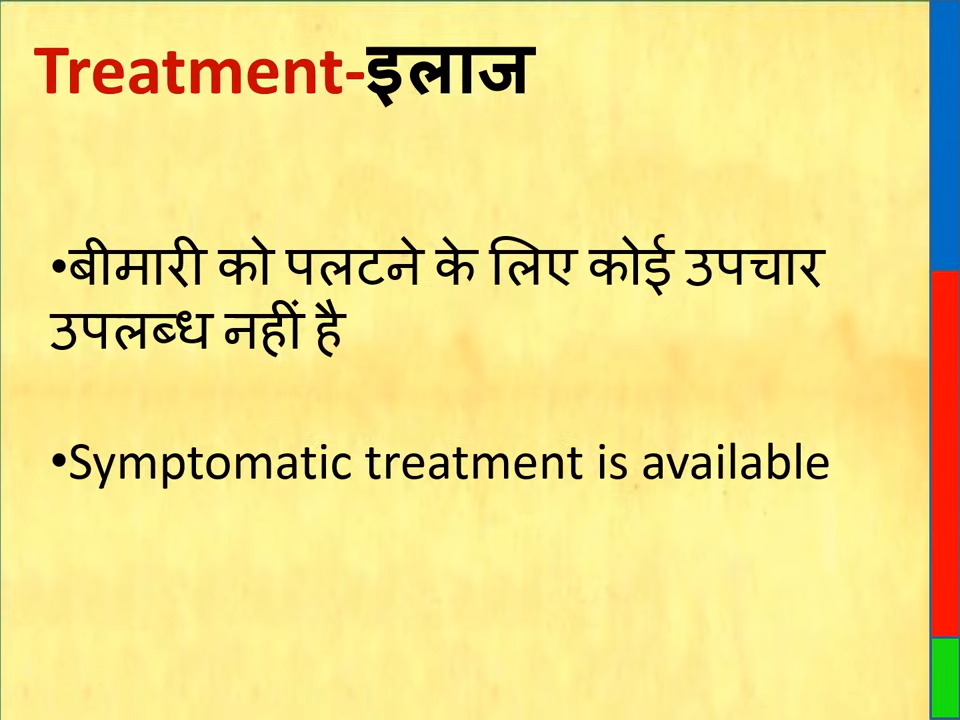 Treatment-इलाज
•बीमारी को पलटने के लिए कोई उपचार
उपलब्ध नहीं है
•Symptomatic treatment is available